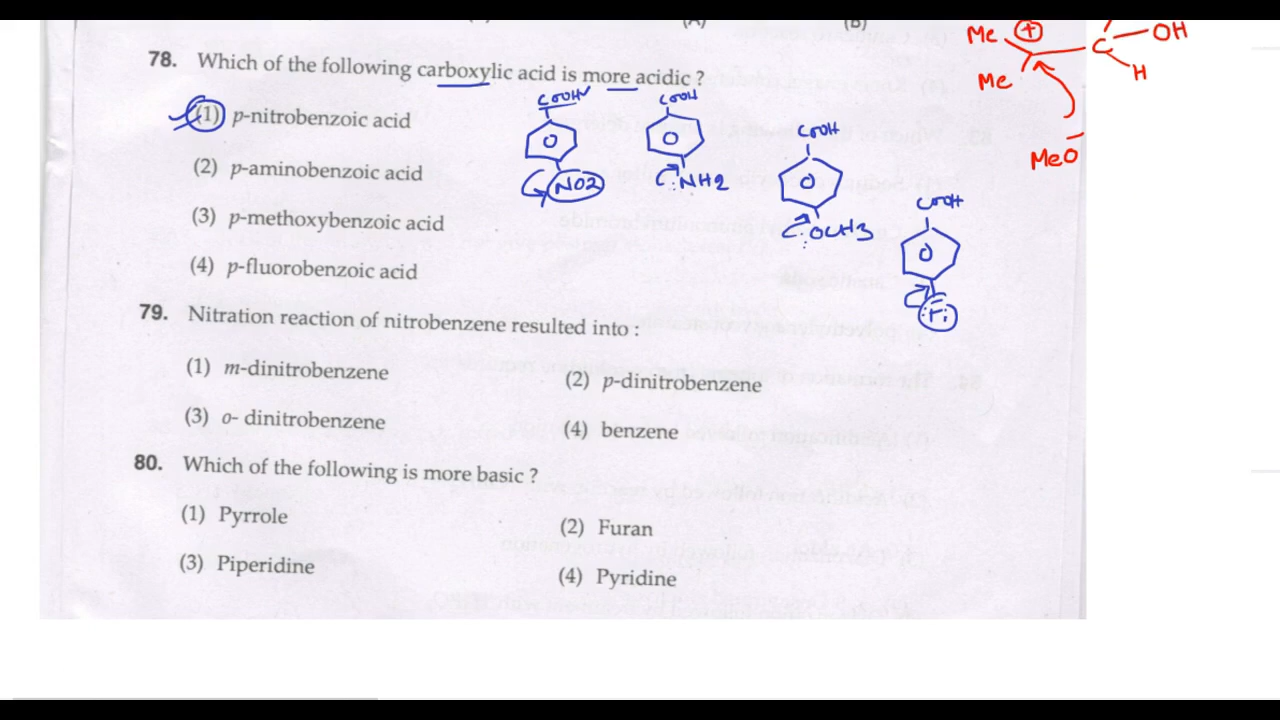 (A)
(B)
78. Which of the following carboxylic acid is more acidic ?
(1) p-nitrobenzoic acid
(2) p-aminobenzoic acid
(3) p-methoxybenzoic acid
(4) p-fluorobenzoic acid
COOH
NO2
COOH
NH2
COOH
OCH3
COOH
F
Me
+
C
OH
Me
H
MeO
79. Nitration reaction of nitrobenzene resulted into :
(1) m-dinitrobenzene
(2) p-dinitrobenzene
(3) o- dinitrobenzene
(4) benzene
80. Which of the following is more basic ?
(1) Pyrrole
(2) Furan
(3) Piperidine
(4) Pyridine